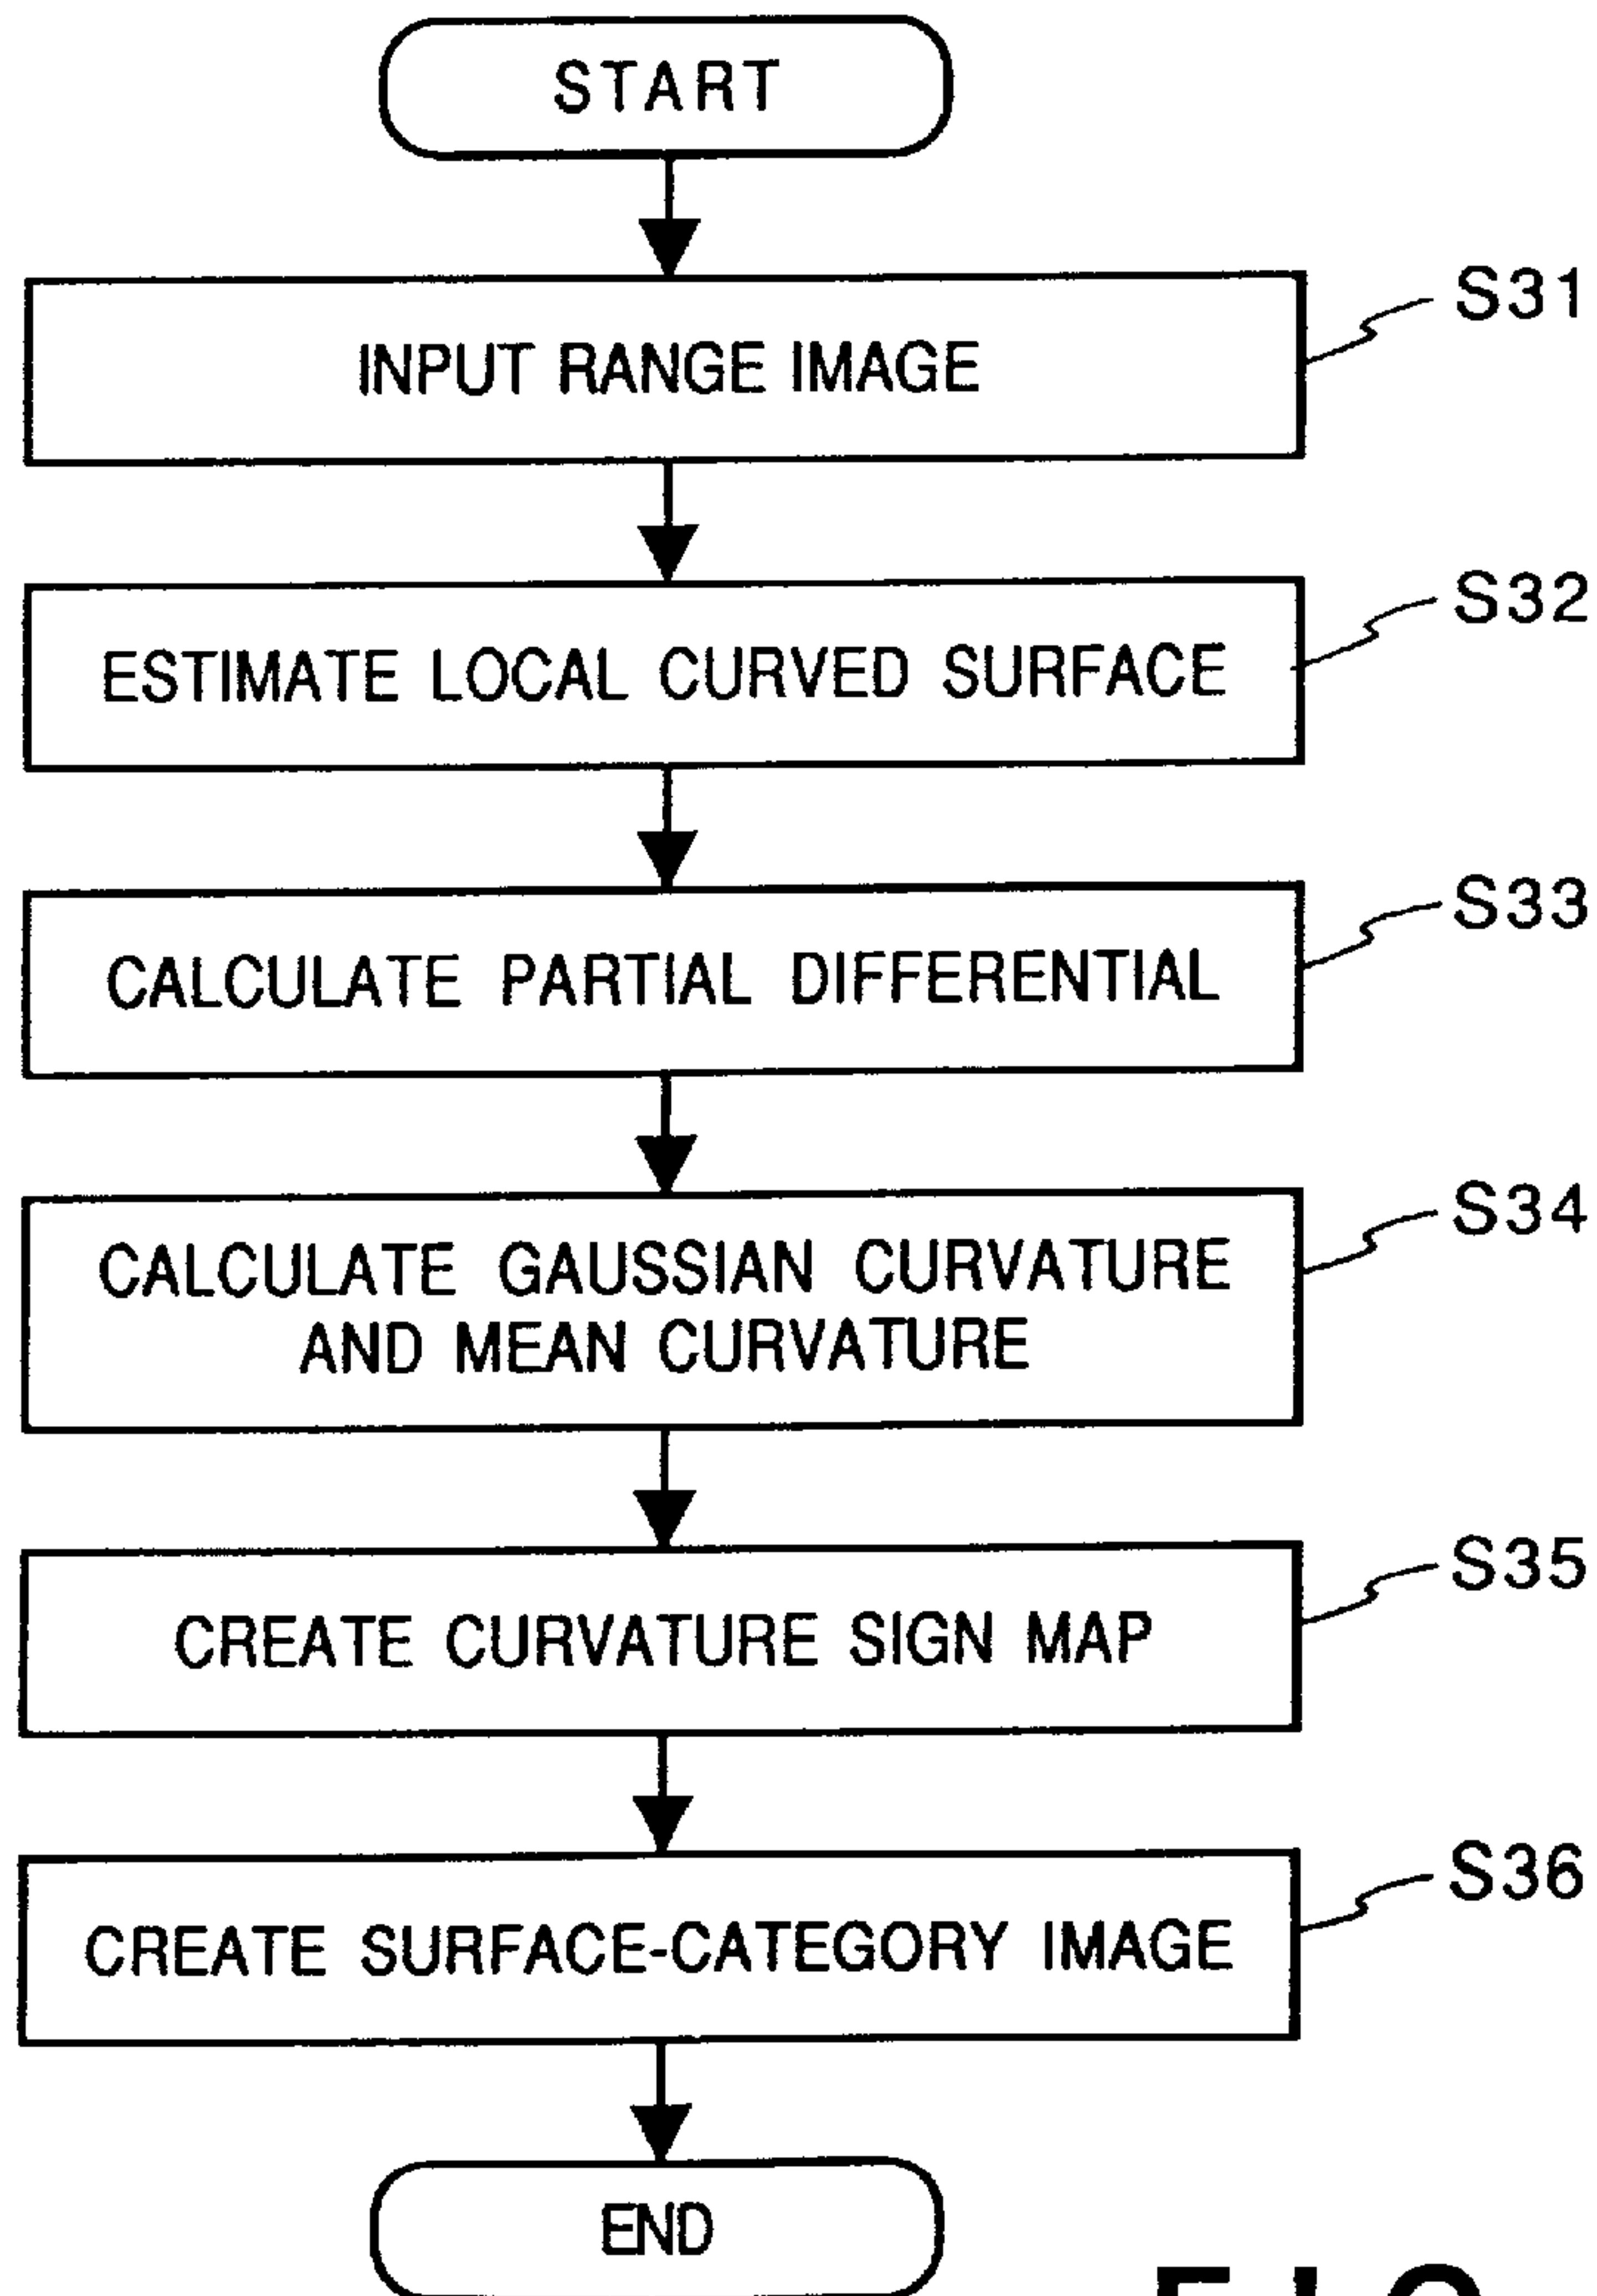 START
INPUT RANGE IMAGE
S31
ESTIMATE LOCAL CURVED SURFACE
S32
CALCULATE PARTIAL DIFFERENTIAL
S33
CALCULATE GAUSSIAN CURVATURE
AND MEAN CURVATURE
S34
CREATE CURVATURE SIGN MAP
S35
CREATE SURFACE-CATEGORY IMAGE
S36
END